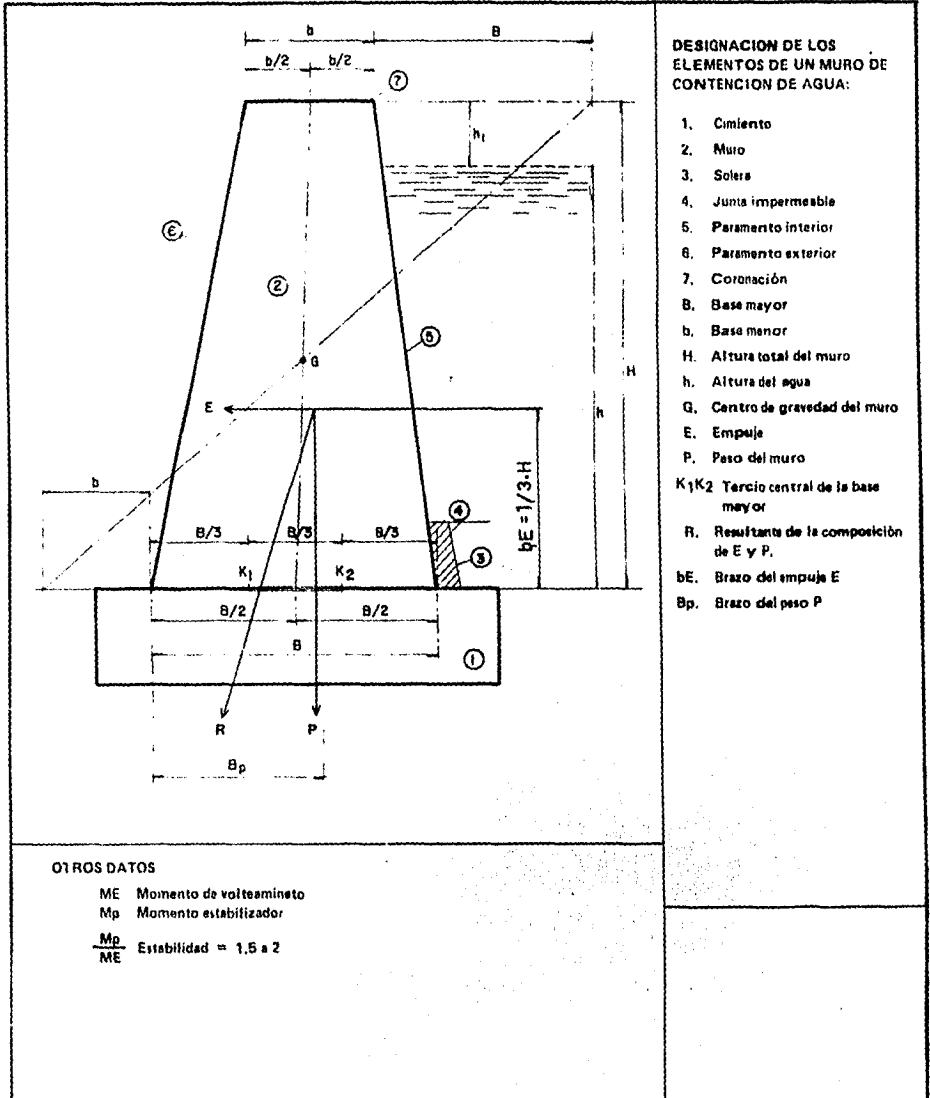 b
B
b/2
b/2
7
h1
6
2
5
G
H
E
h
b
bE=1/3·H
4
B/3
B/3
B/3
3
K1
K2
B/2
B/2
B
1
R
P
Bp
DESIGNACION DE LOS
ELEMENTOS DE UN MURO DE
CONTENCION DE AGUA:
1. Cimiento
2. Muro
3. Solera
4. Junta impermeable
5. Paramento interior
6. Paramento exterior
7. Coronación
B. Base mayor
b. Base menor
H. Altura total del muro
h. Altura del agua
G. Centro de gravedad del muro
E. Empuje
P. Peso del muro
K1K2 Tercio central de la base
mayor
R. Resultante de la composición
de E y P.
bE. Brazo del empuje E
Bp. Brazo del peso P
OTROS DATOS
ME Momento de volteamineto
Mp Momento estabilizador
Mp
ME
Estabilidad = 1,5 a 2